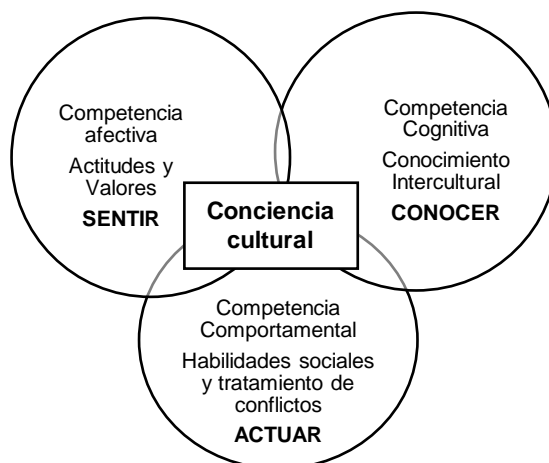 Competencia
afectiva
Actitudes y
Valores
SENTIR
Competencia
Cognitiva
Conocimiento
Intercultural
CONOCER
Conciencia
cultural
Competencia
Comportamental
Habilidades sociales
y tratamiento de
conflictos
ACTUAR